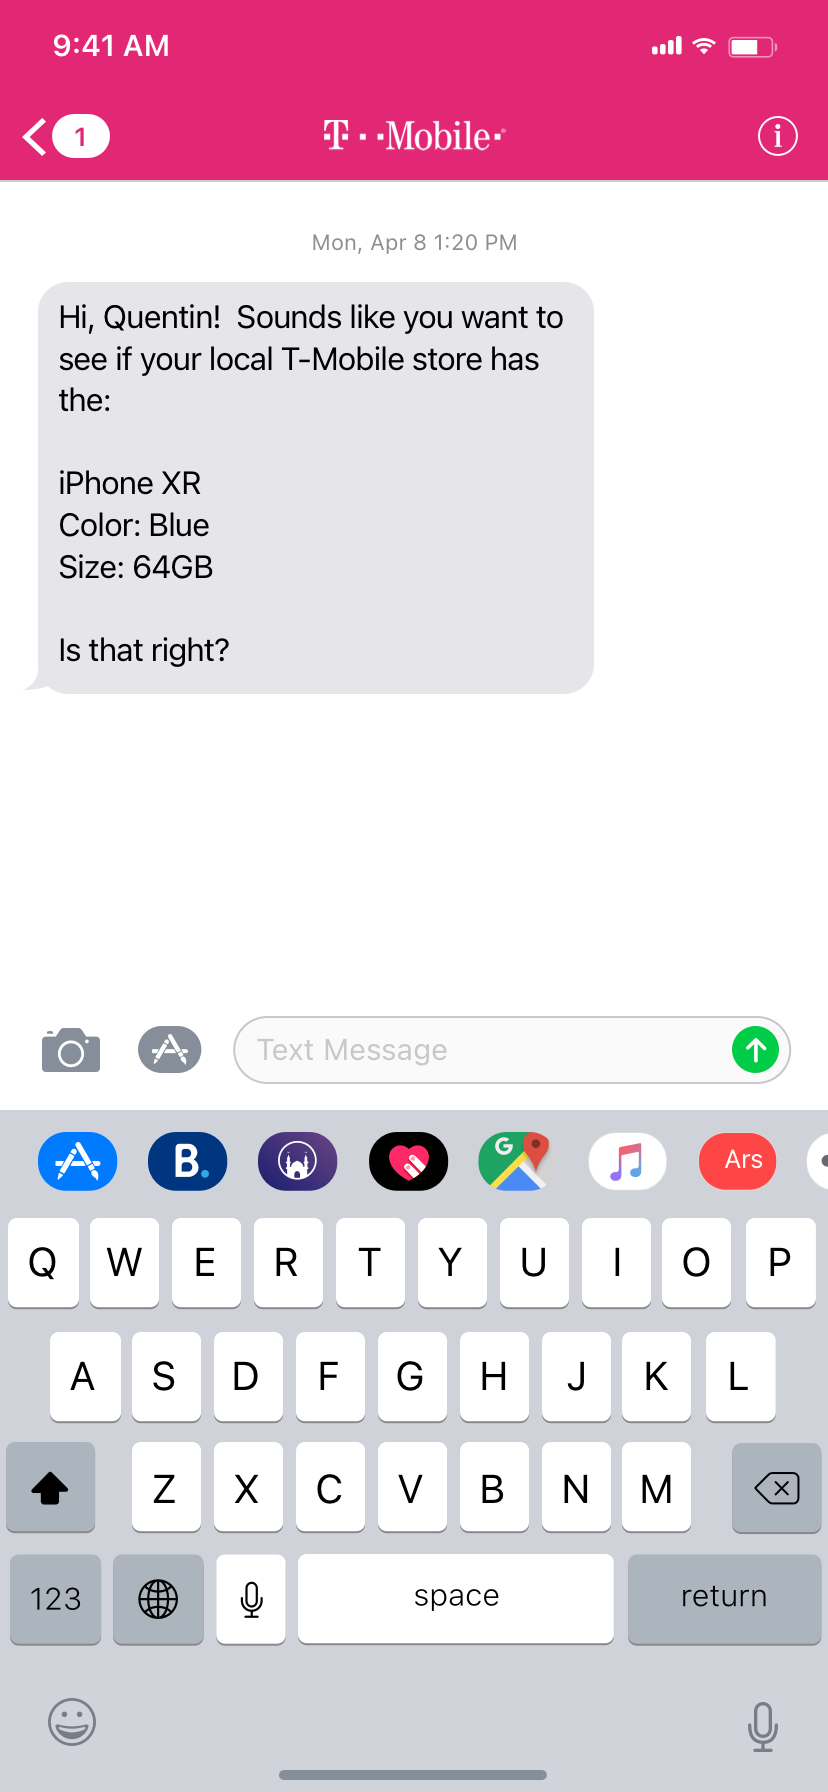 9:41 AM
1
T··Mobile·
Mon, Apr 8 1:20 PM
Hi, Quentin!  Sounds like you want to
see if your local T-Mobile store has
the:
iPhone XR
Color: Blue
Size: 64GB
Is that right?
Text Message
B.
G
Ars
Q W E R T Y U I O P
A S D F G H J K L
Z X C V B N M
123
space
return